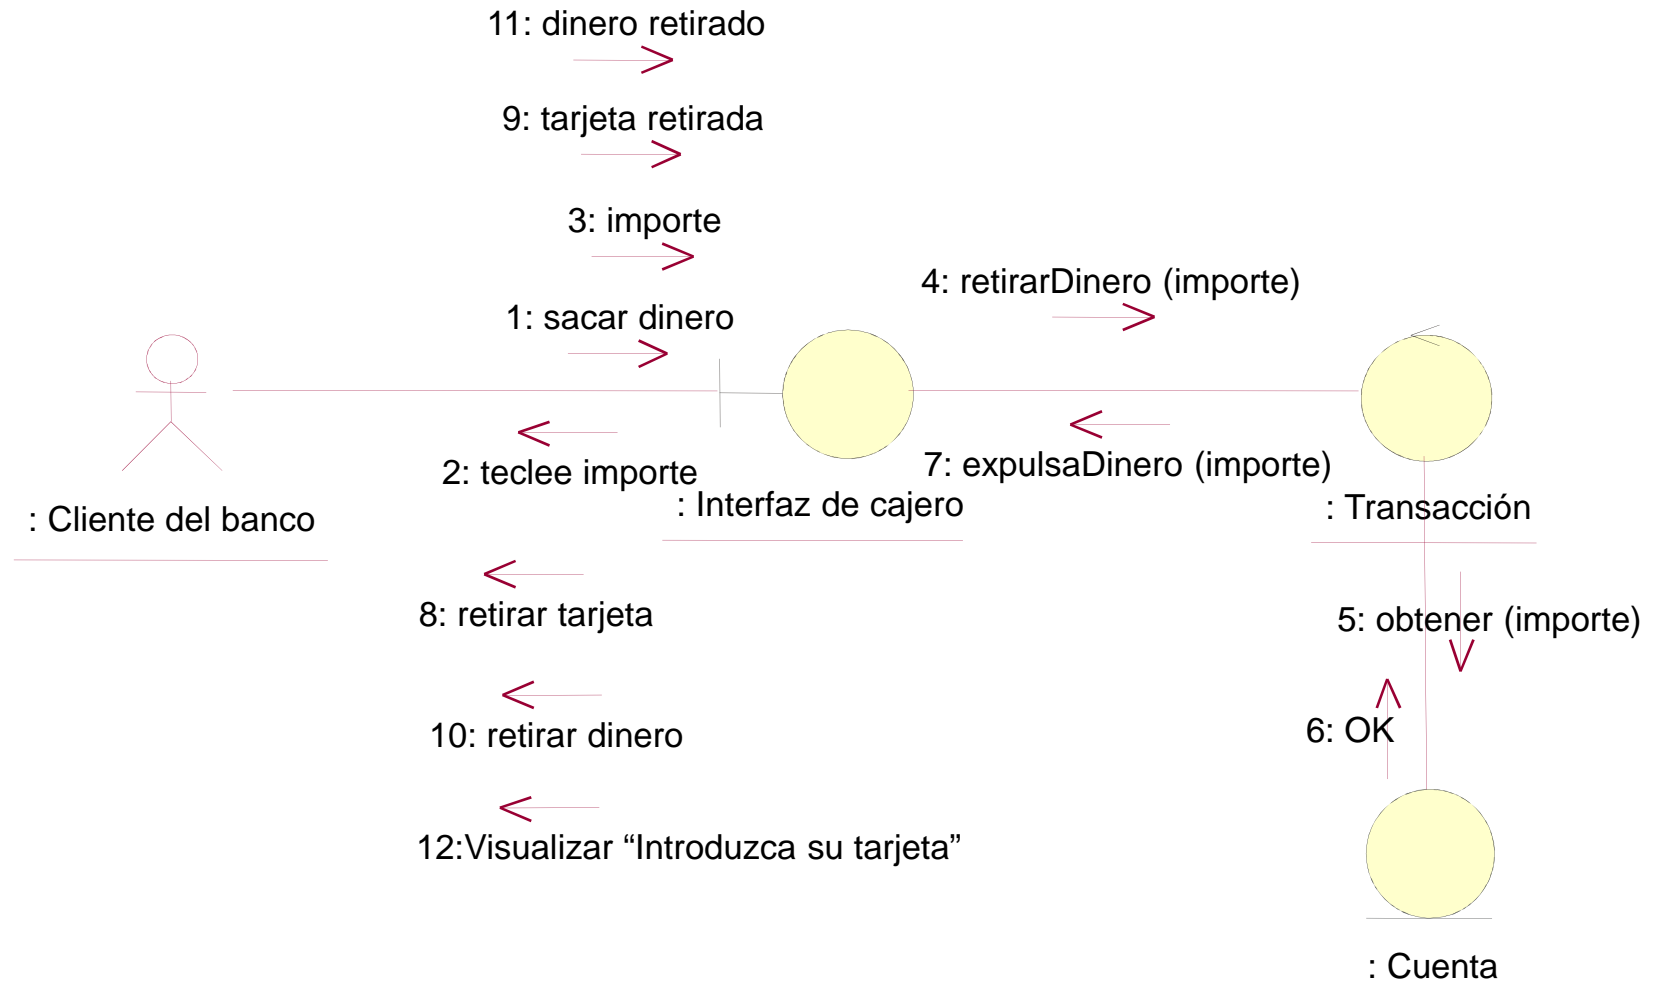 11: dinero retirado
9: tarjeta retirada
3: importe
4: retirarDinero (importe)
1: sacar dinero
2: teclee importe
7: expulsaDinero (importe)
: Interfaz de cajero
: Transacción
: Cliente del banco
8: retirar tarjeta
5: obtener (importe)
10: retirar dinero
6: OK
12:Visualizar “Introduzca su tarjeta”
: Cuenta